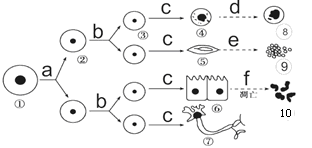 c d
b ③ ④ ⑧
c e
a ② ⑤ ⑨
① c f
b 凋亡
⑥ 10
c
⑦